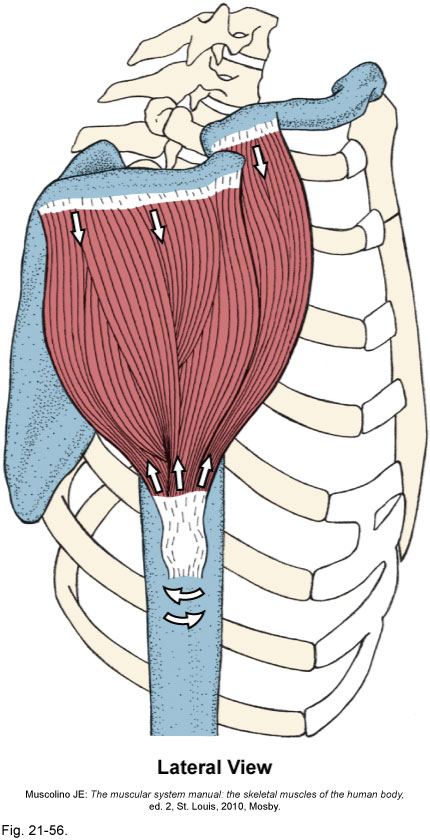 Lateral View
Muscolino JE: The muscular system manual: the skeletal muscles of the human body,
ed. 2, St. Louis, 2010, Mosby.
Fig. 21-56.